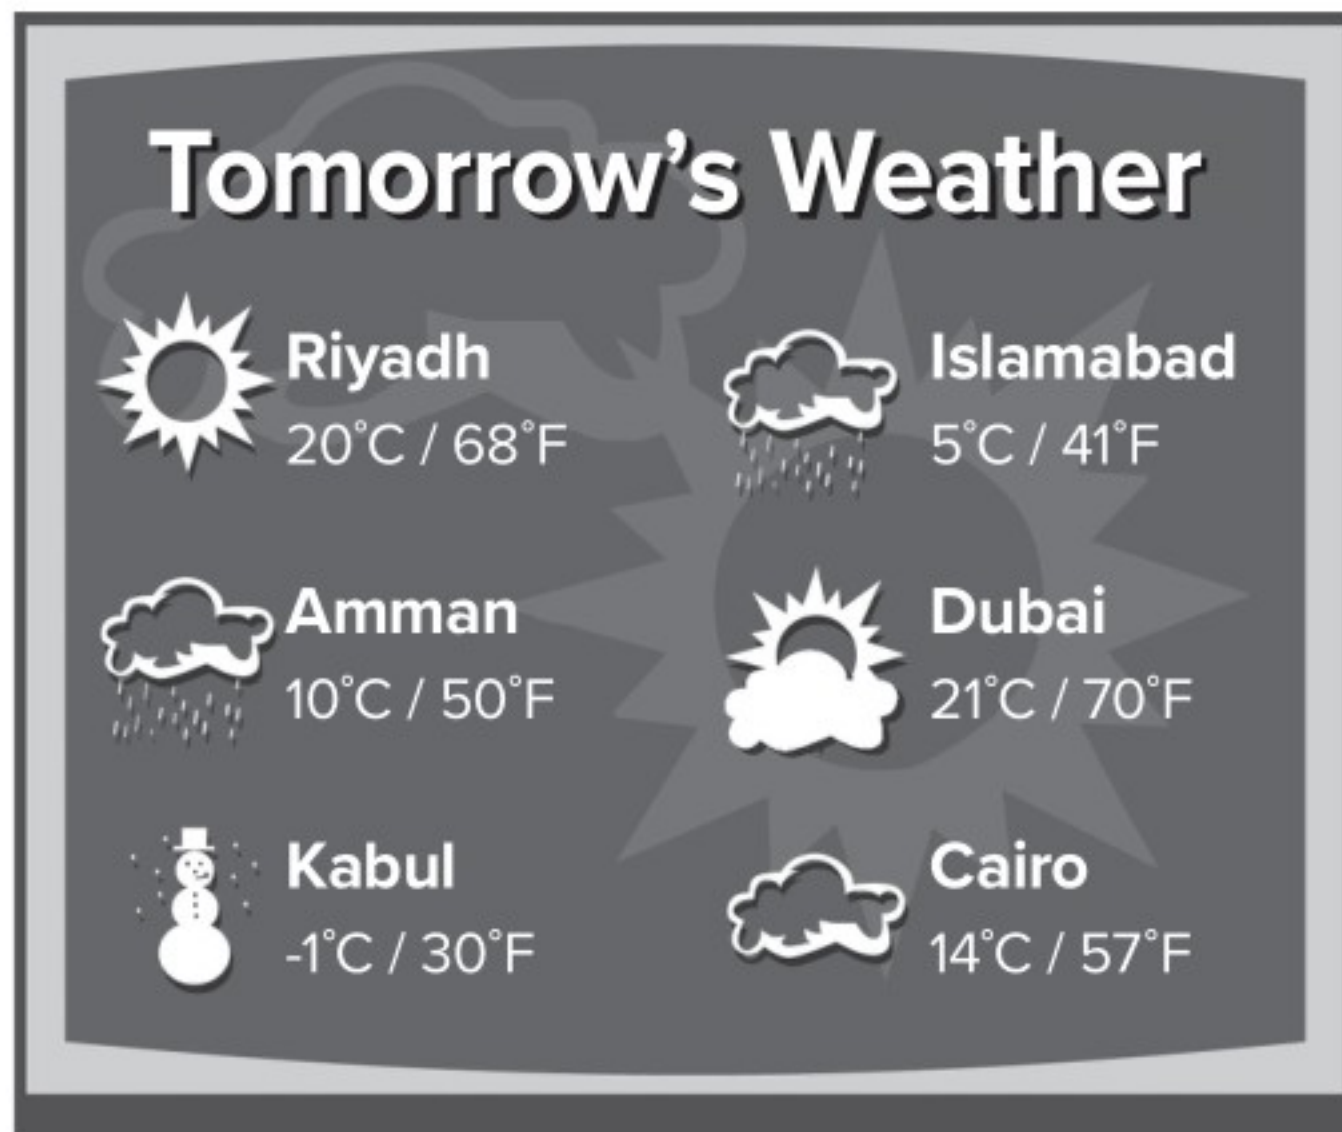 Tomorrow's Weather
Riyadh
20°C / 68°F
Islamabad
5°C / 41°F
Amman
10°C / 50°F
Dubai
21°C / 70°F
Kabul
-1°C / 30°F
Cairo
14°C / 57°F